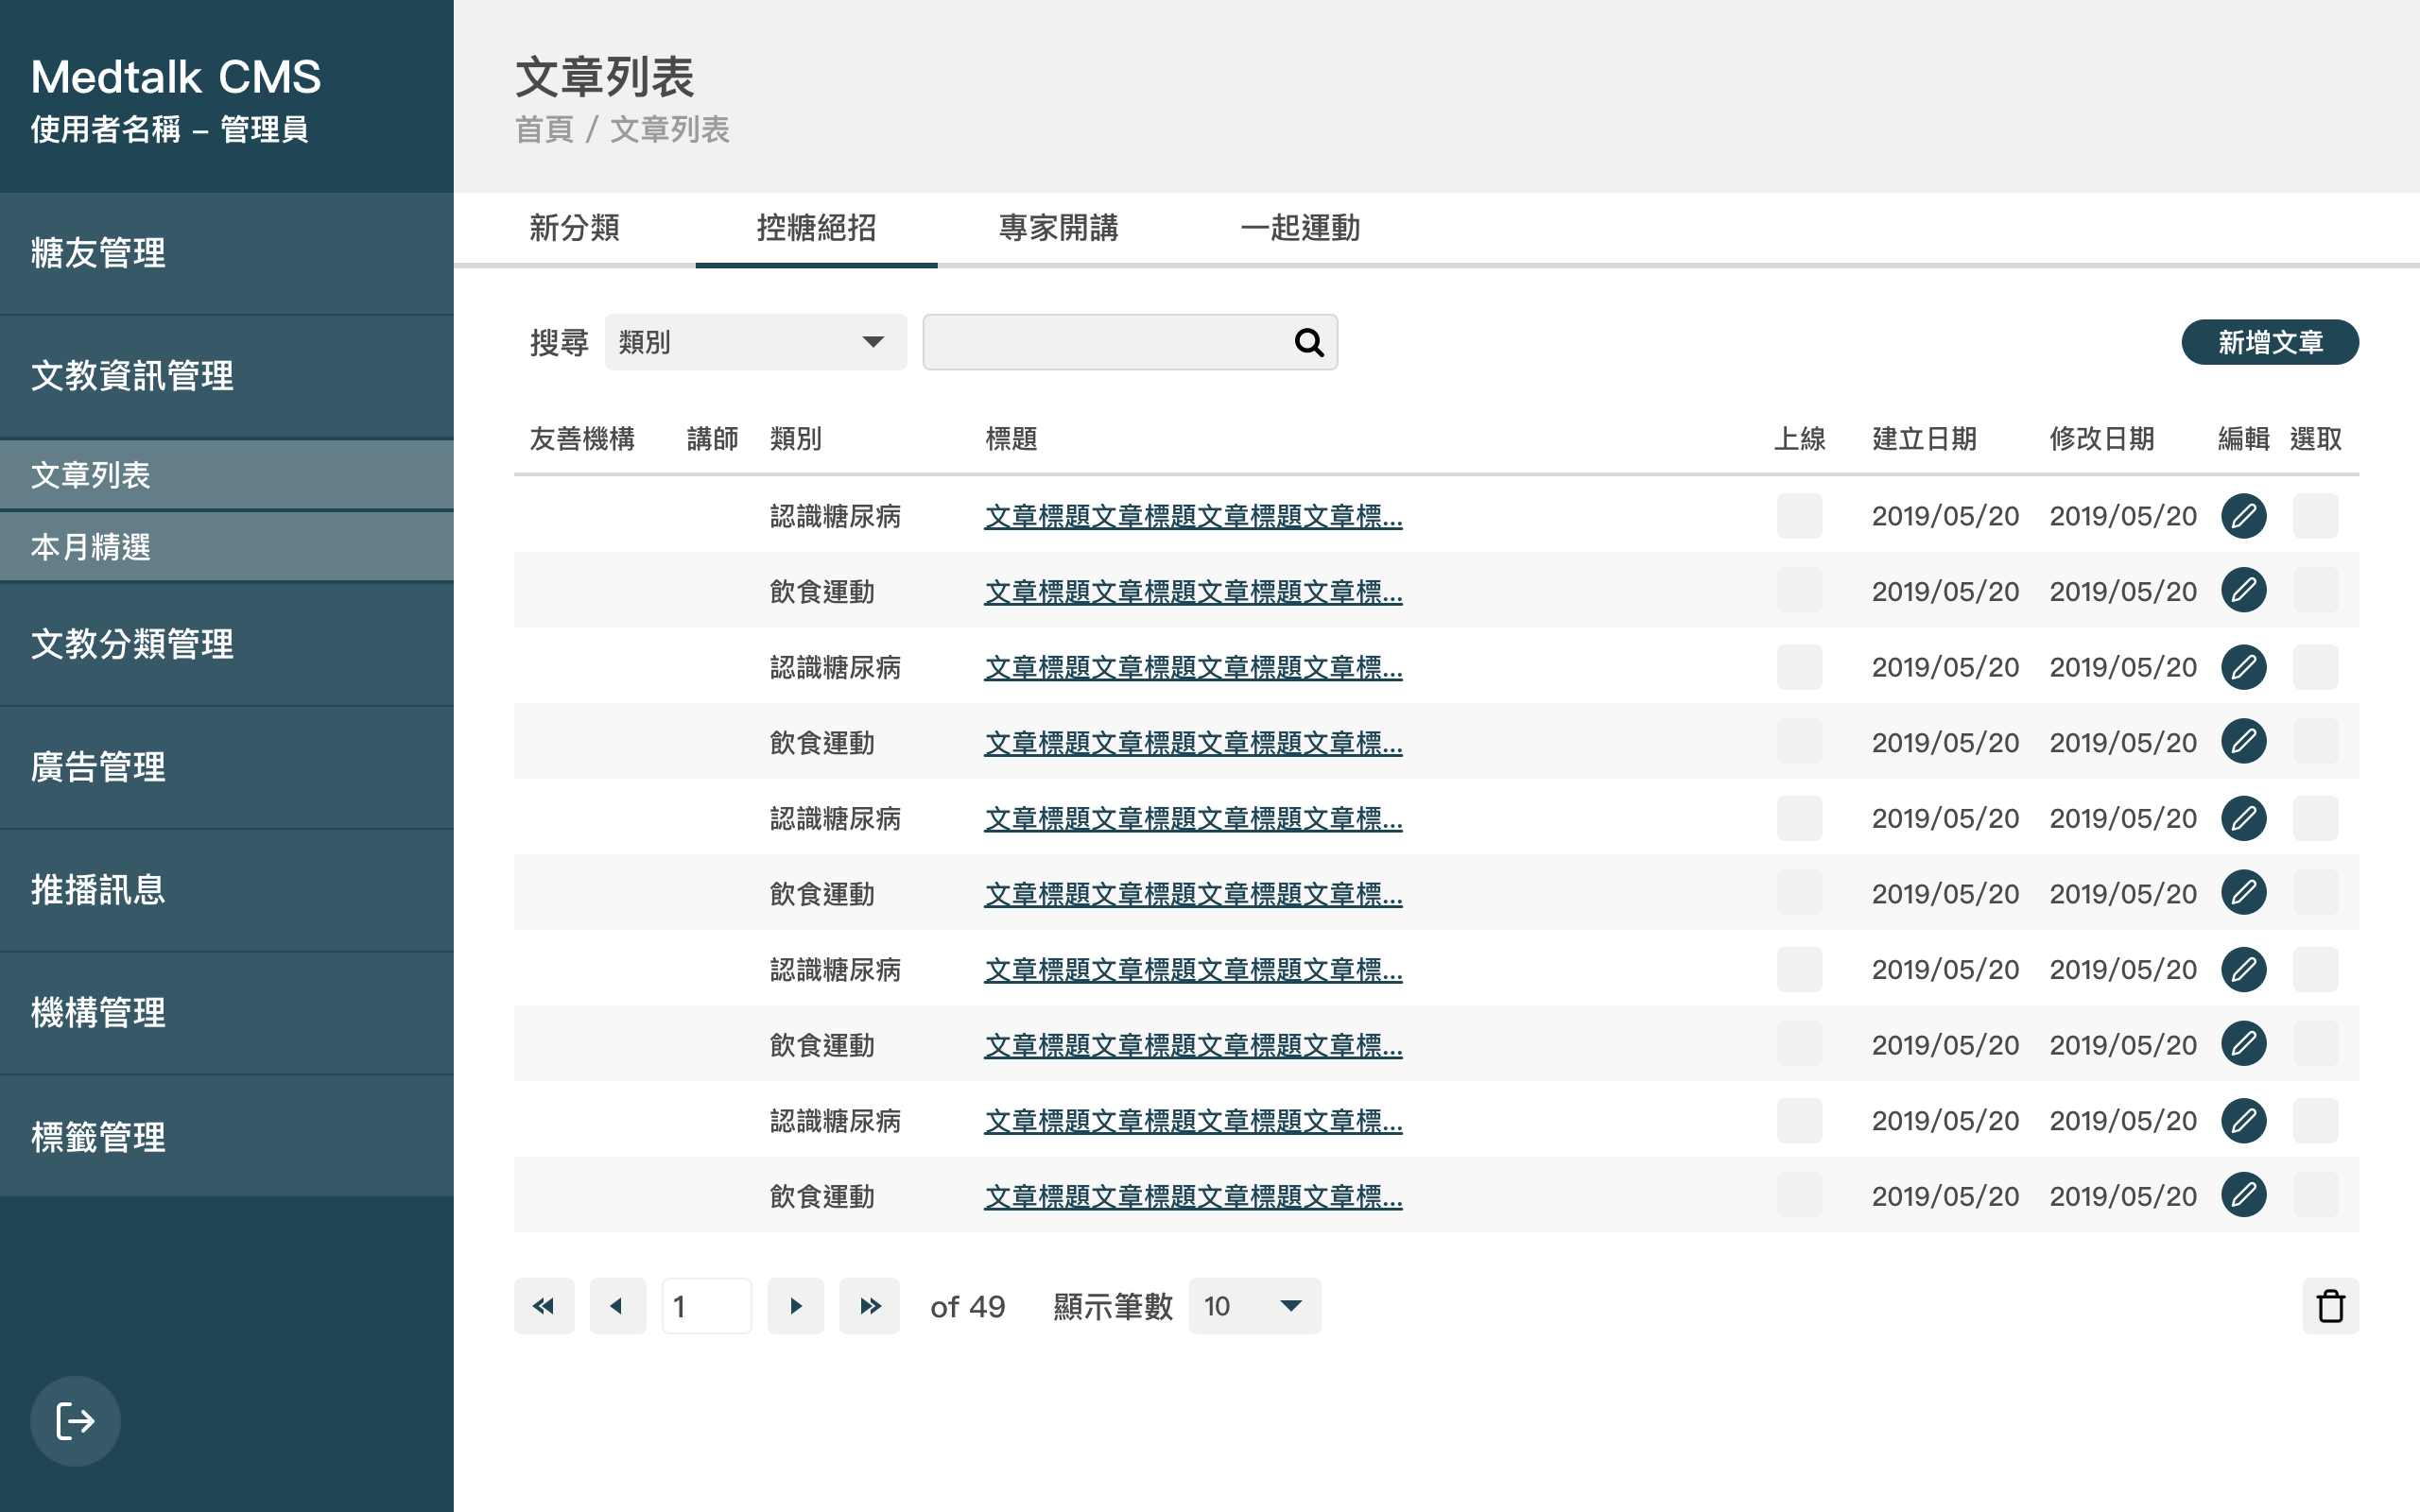 Medtalk CMS
使用者名稱 – 管理員
糖友管理
文教資訊管理
文章列表
本月精選
文教分類管理
廣告管理
推播訊息
機構管理
標籤管理
文章列表
首頁 / 文章列表
新分類 控糖絕招 專家開講 一起運動
搜尋 類別 新增文章
友善機構 講師 類別 標題 上線 建立日期 修改日期 編輯 選取
認識糖尿病 文章標題文章標題文章標題文章標... 2019/05/20 2019/05/20
飲食運動 文章標題文章標題文章標題文章標... 2019/05/20 2019/05/20
認識糖尿病 文章標題文章標題文章標題文章標... 2019/05/20 2019/05/20
飲食運動 文章標題文章標題文章標題文章標... 2019/05/20 2019/05/20
認識糖尿病 文章標題文章標題文章標題文章標... 2019/05/20 2019/05/20
飲食運動 文章標題文章標題文章標題文章標... 2019/05/20 2019/05/20
認識糖尿病 文章標題文章標題文章標題文章標... 2019/05/20 2019/05/20
飲食運動 文章標題文章標題文章標題文章標... 2019/05/20 2019/05/20
認識糖尿病 文章標題文章標題文章標題文章標... 2019/05/20 2019/05/20
飲食運動 文章標題文章標題文章標題文章標... 2019/05/20 2019/05/20
1 of 49 顯示筆數 10